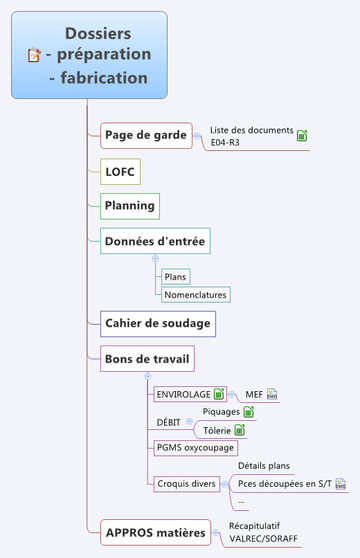 Dossiers
- préparation
- fabrication
Page de garde
Liste des documents
E04-R3
LOFC
Planning
Données d'entrée
Plans
Nomenclatures
Cahier de soudage
Bons de travail
ENVIROLAGE
MEF
DÉBIT
Piquages
Tôlerie
PGMS oxycoupage
Croquis divers
Détails plans
Pces découpées en S/T
...
APPROS matières
Récapitulatif
VALREC/SORAFF